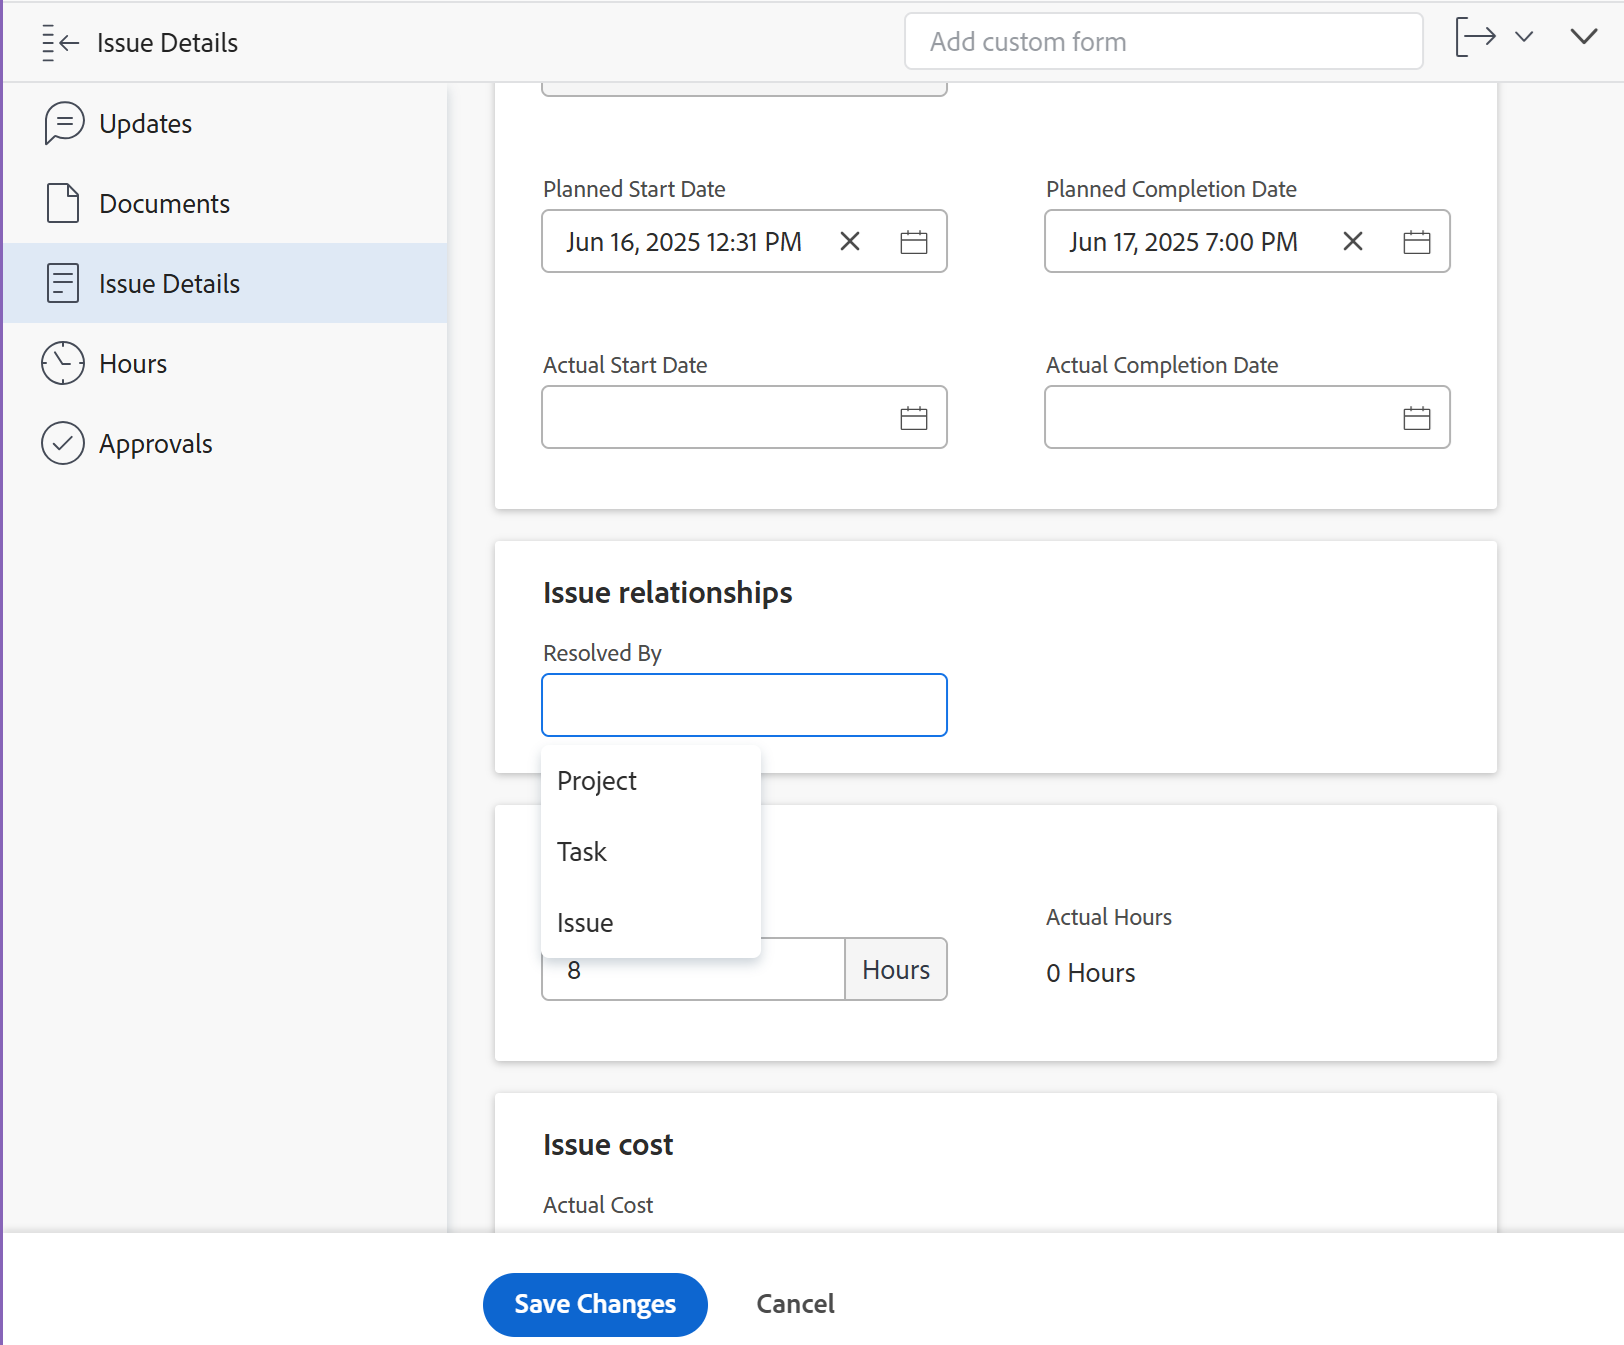 Issue Details
Add custom form
Updates
Documents
Issue Details
Hours
Approvals
Planned Start Date
Planned Completion Date
Jun 16, 2025 12:31 PM
Jun 17, 2025 7:00 PM
Actual Start Date
Actual Completion Date
Issue relationships
Resolved By
Project
Task
Issue
Actual Hours
8 Hours
0 Hours
Issue cost
Actual Cost
Save Changes
Cancel